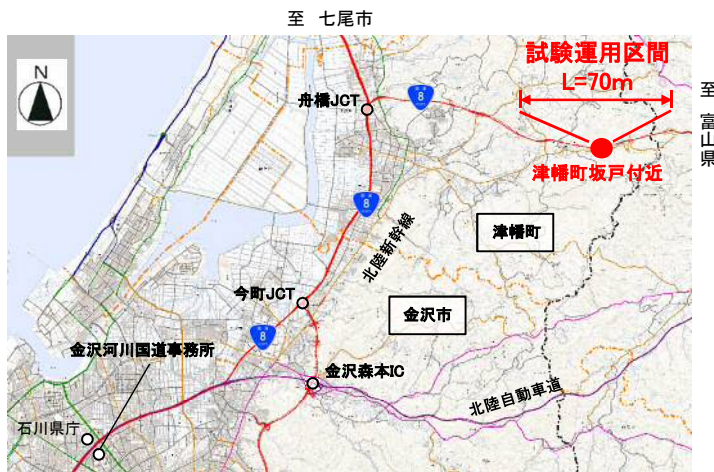 至 七尾市
試験運用区間
L=70m
至 富山県
N
舟橋JCT
8
津幡町坂戸付近
8
北陸新幹線
津幡町
今町JCT
金沢市
8
金沢河川国道事務所
金沢森本IC
北陸自動車道
石川県庁